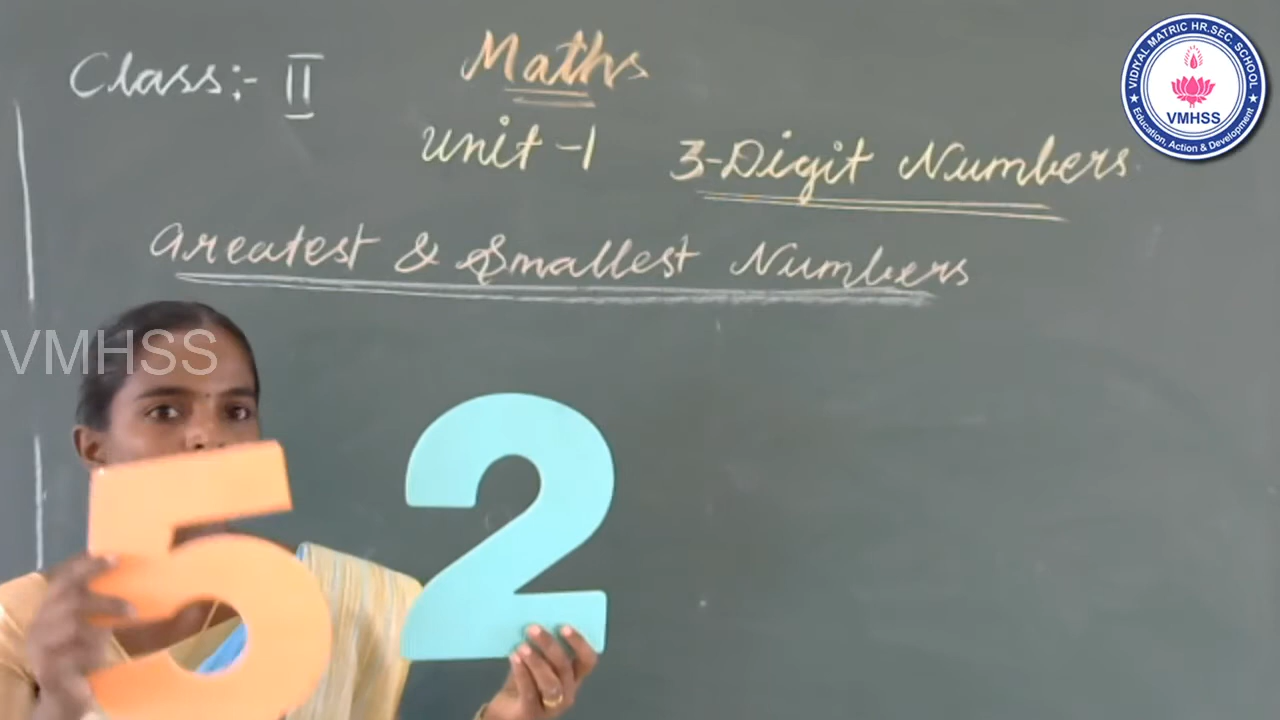 Class:- II
Maths
Unit -1
3-Digit Numbers
Greatest & Smallest Numbers
VMHSS
5 2
VIDIYAL MATRIC HR.SEC. SCHOOL
VMHSS
★ Education, Action & Development ★